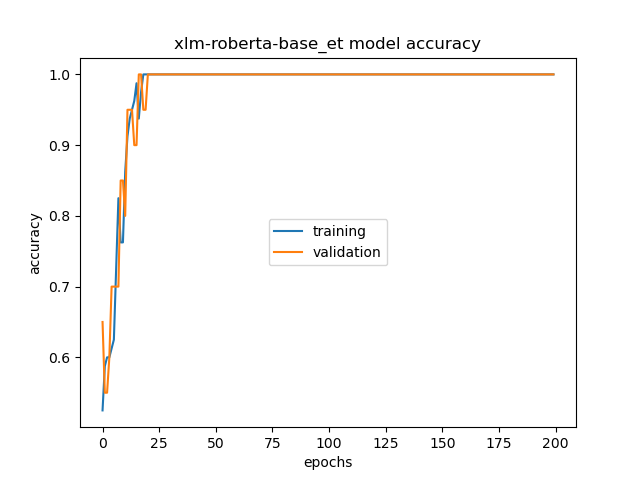 xlm-roberta-base_et model accuracy
1.0
0.9
0.8
0.7
0.6
accuracy
training
validation
0 25 50 75 100 125 150 175 200
epochs